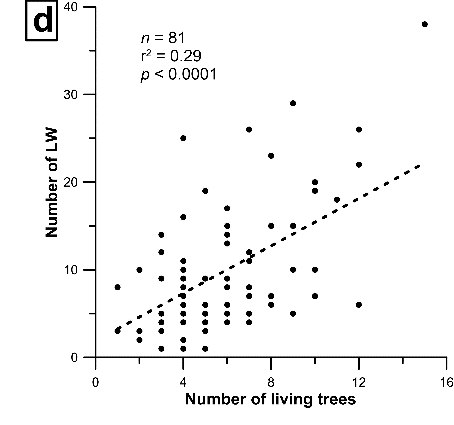 d
n = 81
r² = 0.29
p < 0.0001
40
30
20
10
0
Number of LW
0 4 8 12 16
Number of living trees